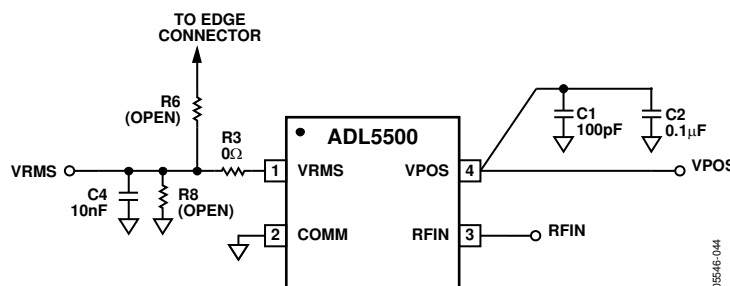 TO EDGE
CONNECTOR
R6
(OPEN)
R3
0Ω
ADL5500
C1
100pF
C2
0.1µF
VRMS
1
VRMS
VPOS
4
VPOS
C4
10nF
R8
(OPEN)
2
COMM
RFIN
3
RFIN
05546-044